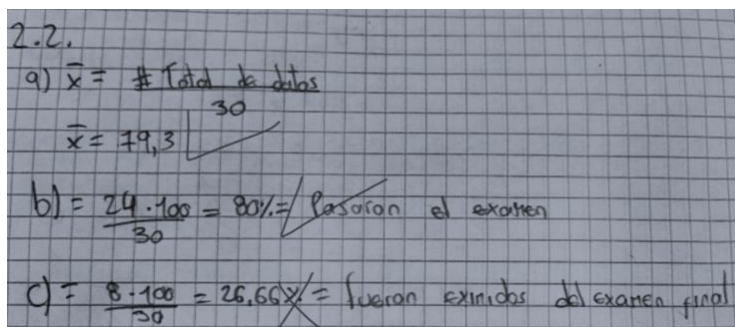 2.2.
a) x̄ = # Total de datos
30
x̄ = 79,3
b) = 24 · 100 = 80% = Pasaron el examen
30
c) = 8 · 100 = 26,66% = fueron eximidos del examen final
30